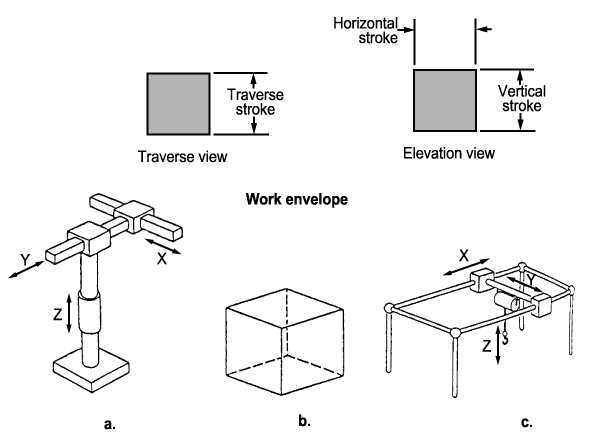 Horizontal
stroke
Traverse
stroke
Vertical
stroke
Traverse view
Elevation view
Work envelope
Y
X
Z
X
Y
Z
a.
b.
c.